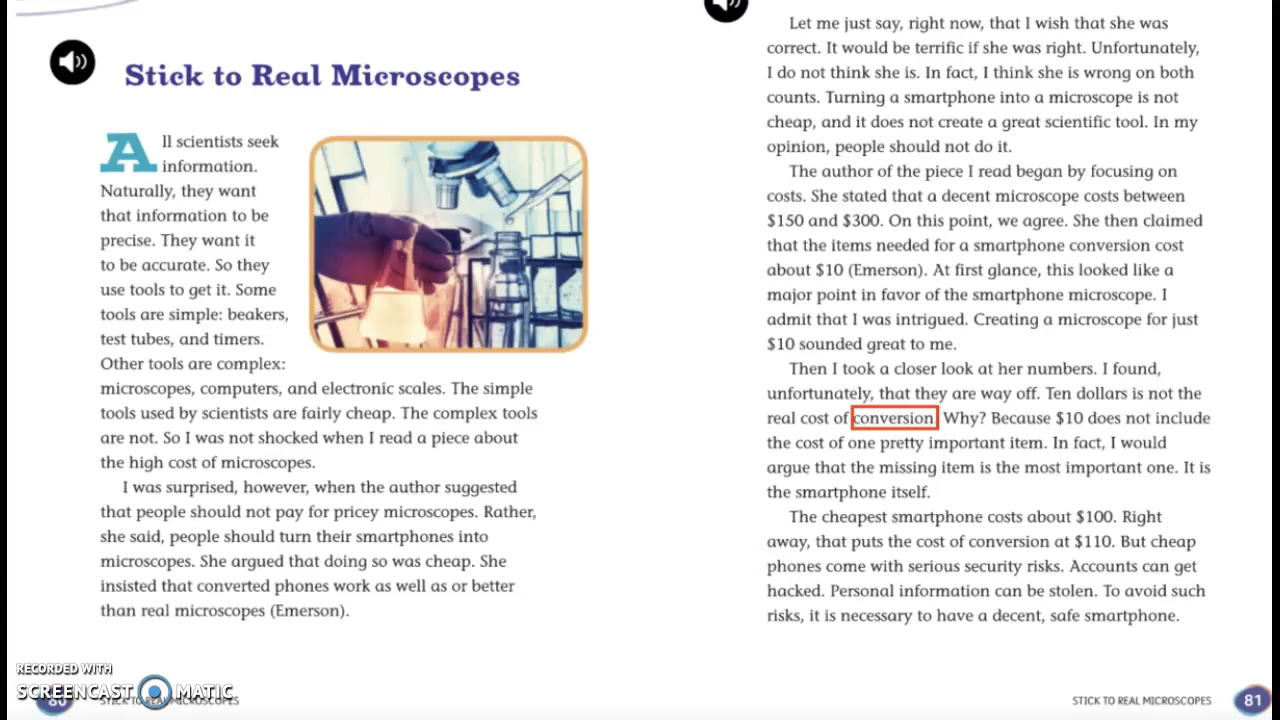 Stick to Real Microscopes
All scientists seek
information.
Naturally, they want
that information to be
precise. They want it
to be accurate. So they
use tools to get it. Some
tools are simple: beakers,
test tubes, and timers.
Other tools are complex:
microscopes, computers, and electronic scales. The simple
tools used by scientists are fairly cheap. The complex tools
are not. So I was not shocked when I read a piece about
the high cost of microscopes.
I was surprised, however, when the author suggested
that people should not pay for pricey microscopes. Rather,
she said, people should turn their smartphones into
microscopes. She argued that doing so was cheap. She
insisted that converted phones work as well as or better
than real microscopes (Emerson).
RECORDED WITH
SCREENCAST MATIC
80
STICK TO REAL MICROSCOPES
Let me just say, right now, that I wish that she was
correct. It would be terrific if she was right. Unfortunately,
I do not think she is. In fact, I think she is wrong on both
counts. Turning a smartphone into a microscope is not
cheap, and it does not create a great scientific tool. In my
opinion, people should not do it.
The author of the piece I read began by focusing on
costs. She stated that a decent microscope costs between
$150 and $300. On this point, we agree. She then claimed
that the items needed for a smartphone conversion cost
about $10 (Emerson). At first glance, this looked like a
major point in favor of the smartphone microscope. I
admit that I was intrigued. Creating a microscope for just
$10 sounded great to me.
Then I took a closer look at her numbers. I found,
unfortunately, that they are way off. Ten dollars is not the
real cost of conversion. Why? Because $10 does not include
the cost of one pretty important item. In fact, I would
argue that the missing item is the most important one. It is
the smartphone itself.
The cheapest smartphone costs about $100. Right
away, that puts the cost of conversion at $110. But cheap
phones come with serious security risks. Accounts can get
hacked. Personal information can be stolen. To avoid such
risks, it is necessary to have a decent, safe smartphone.
STICK TO REAL MICROSCOPES
81